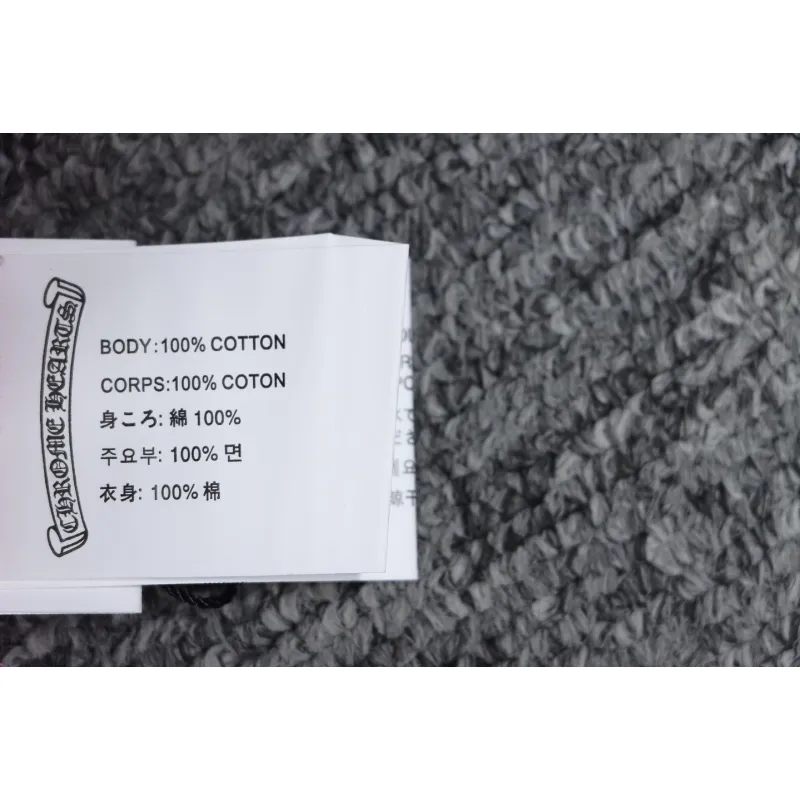 CHROME HEARTS
BODY:100% COTTON
CORPS:100% COTON
身ころ: 綿 100%
주요부: 100% 면
衣身: 100% 棉